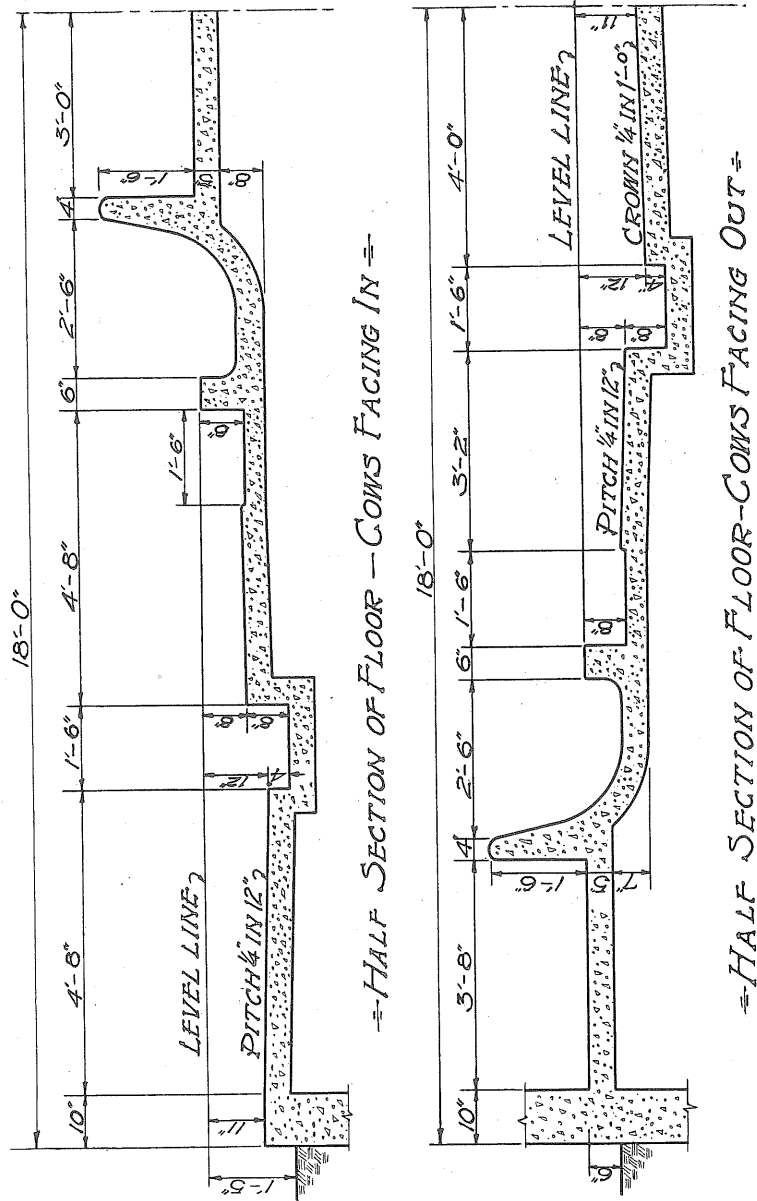 18'-0"
10" 4'-8" 1'-6" 4'-8" 6" 2'-6" 4" 3'-0"
1'-6"
1'-6"
5"
8"
LEVEL LINE
8"
8"
8"
12"
4"
PITCH ¼" IN 12"
11"
1'-5"
=HALF SECTION OF FLOOR - COWS FACING IN=
18'-0"
10" 3'-8" 4" 2'-6" 6" 1'-6" 3'-2" 1'-6" 4'-0"
LEVEL LINE
11"
1'-6"
8"
8"
12"
PITCH ¼" IN 12"
CROWN ¼" IN 1'-0"
8"
4"
5"
7"
6"
=HALF SECTION OF FLOOR-COWS FACING OUT=